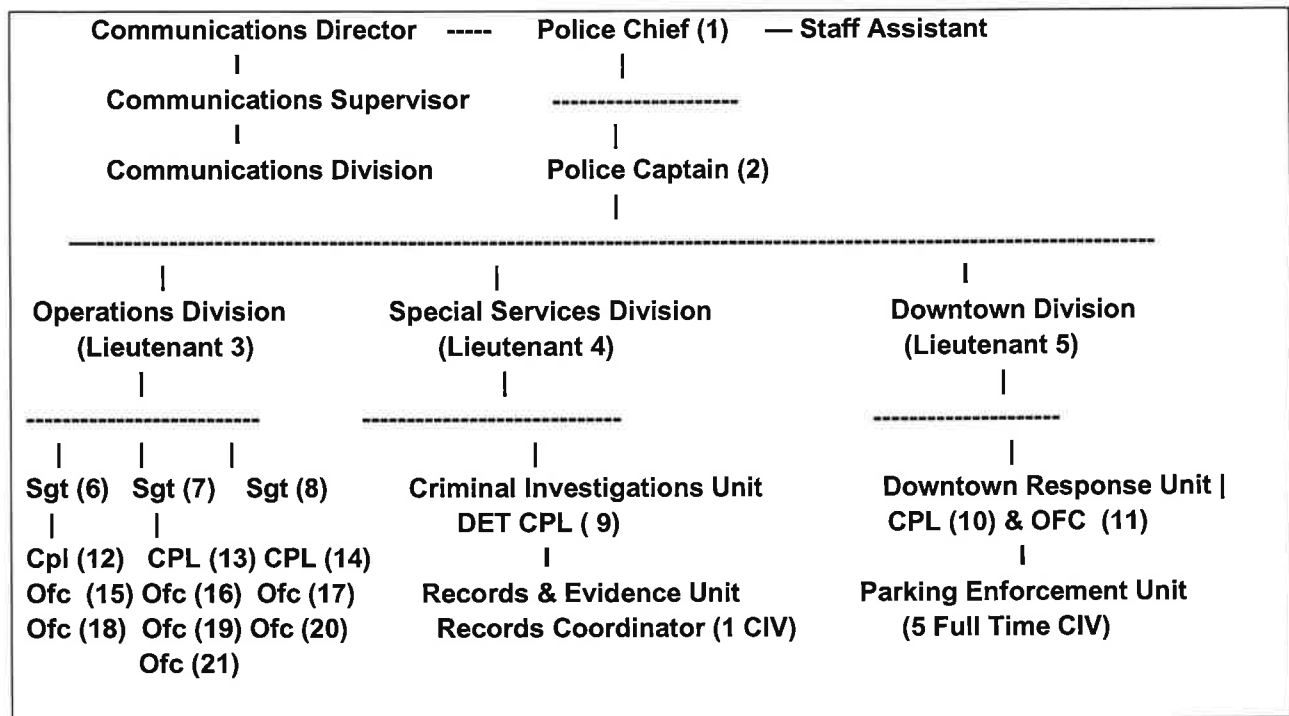 Communications Director ----- Police Chief (1) — Staff Assistant
| |
Communications Supervisor --------------------
| |
Communications Division Police Captain (2)
|
—--------------------------------------------------------------------------------------------------------------------
| | |
Operations Division Special Services Division Downtown Division
(Lieutenant 3) (Lieutenant 4) (Lieutenant 5)
| | |
------------------------- ---------------------------- --------------------
| | | | |
Sgt (6) Sgt (7) Sgt (8) Criminal Investigations Unit Downtown Response Unit |
| | DET CPL ( 9) CPL (10) & OFC (11)
Cpl (12) CPL (13) CPL (14) | |
Ofc (15) Ofc (16) Ofc (17) Records & Evidence Unit Parking Enforcement Unit
Ofc (18) Ofc (19) Ofc (20) Records Coordinator (1 CIV) (5 Full Time CIV)
Ofc (21)